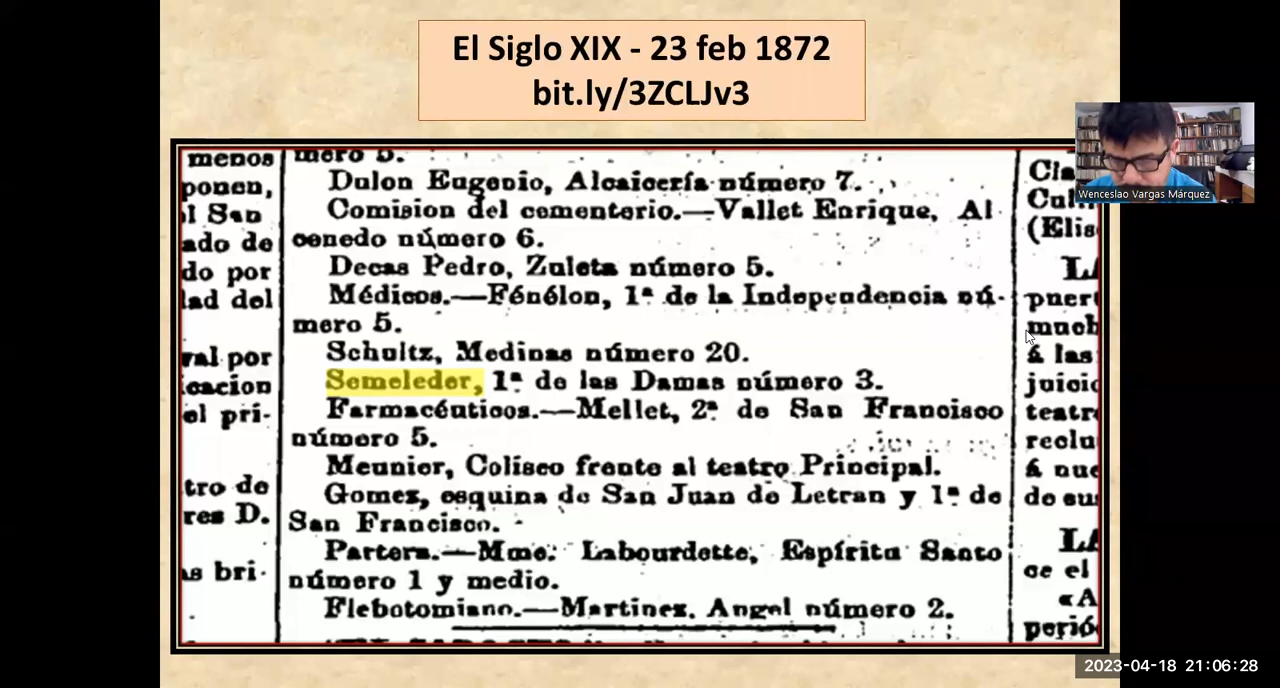 El Siglo XIX - 23 feb 1872
bit.ly/3ZCLJv3
menos
ponen,
San
ado de
do por
lad del
val por
icacion
el pri-
tro de
res D.
bri-
mero 5.
Dulon Eugenio, Alcaicería número 7.
Comision del cementerio.—Vallet Enrique, Al
cenedo número 6.
Decas Pedro, Zuleta número 5.
Médicos.—Fénélon, 1ª de la Independencia nú-
mero 5.
Schultz, Medinas número 20.
Semeleder, 1ª de las Damas número 3.
Farmacéuticos.—Mellet, 2ª de San Francisco
número 5.
Meunier, Coliseo frente al teatro Principal.
Gomez, esquina de San Juan de Letran y 1ª de
San Francisco.
Partera.—Mme. Labourdette, Espíritu Santo
número 1 y medio.
Flebotomiano.—Martinez, Angel número 2.
Cla
Cul
(Elis
LA
puer
much
á las
juicio
teatr
reclu
á nue
de su
LA
ce el
«A
perió
Wenceslao Vargas Márquez
2023-04-18 21:06:28